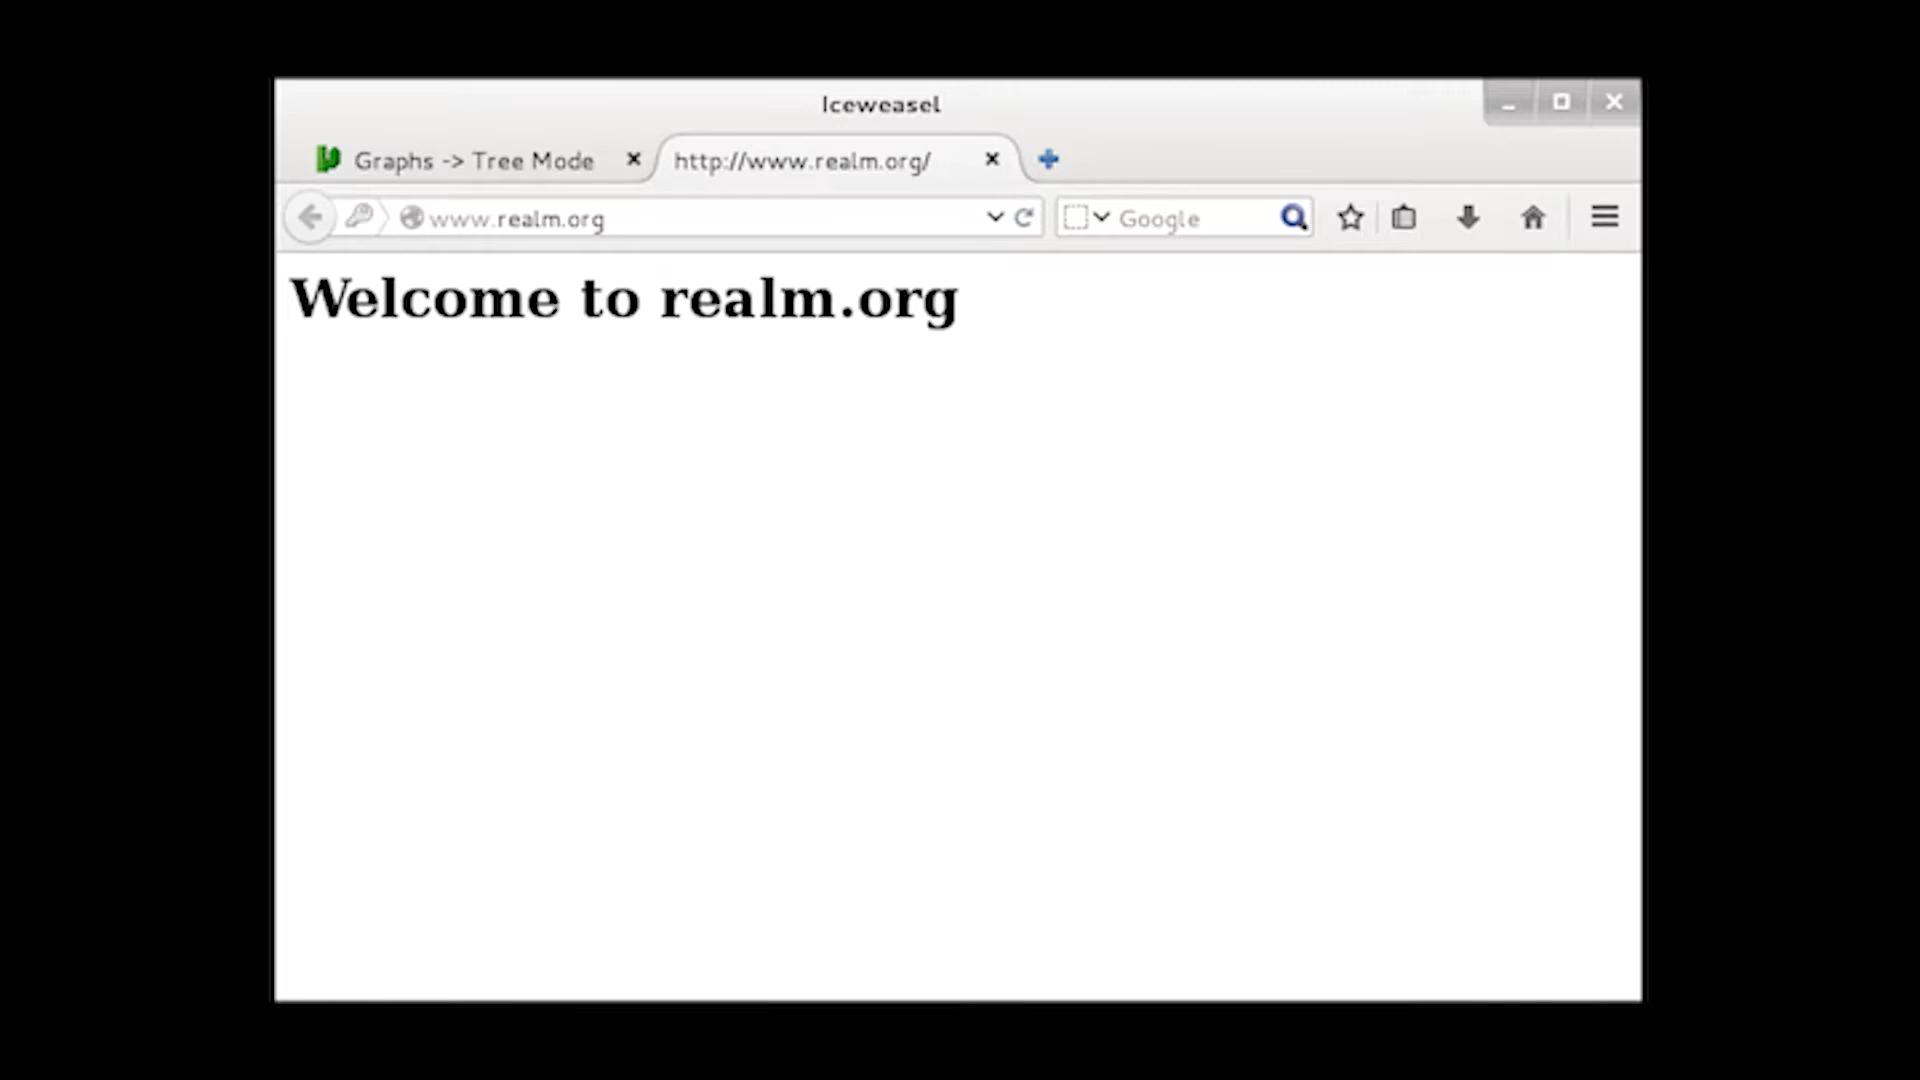 Iceweasel
Graphs -> Tree Mode
http://www.realm.org/
www.realm.org
Google
Welcome to realm.org